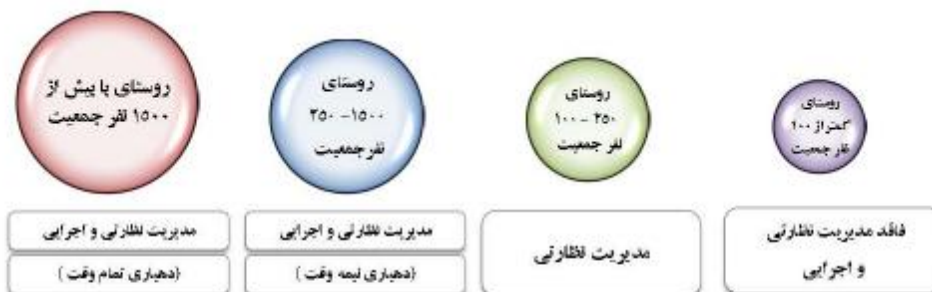 روستای
کمتر از ۱۰۰
نفر جمعیت
روستای
۲۵۰ - ۱۰۰
نفر جمعیت
روستای
۱۵۰۰ - ۲۵۰
نفر جمعیت
روستای با بیش از
۱۵۰۰ نفر جمعیت
فاقد مدیریت نظارتی
و اجرایی
مدیریت نظارتی
مدیریت نظارتی و اجرایی
(دهیاری نیمه وقت )
مدیریت نظارتی و اجرایی
(دهیاری تمام وقت )